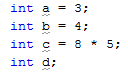 int a = 3;
int b = 4;
int c = 8 * 5;
int d;